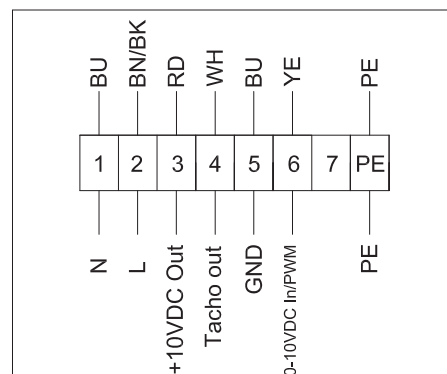 BU BN/BK RD WH BU YE PE
1 2 3 4 5 6 7 PE
N L +10VDC Out Tacho out GND 0-10VDC In/PWM PE